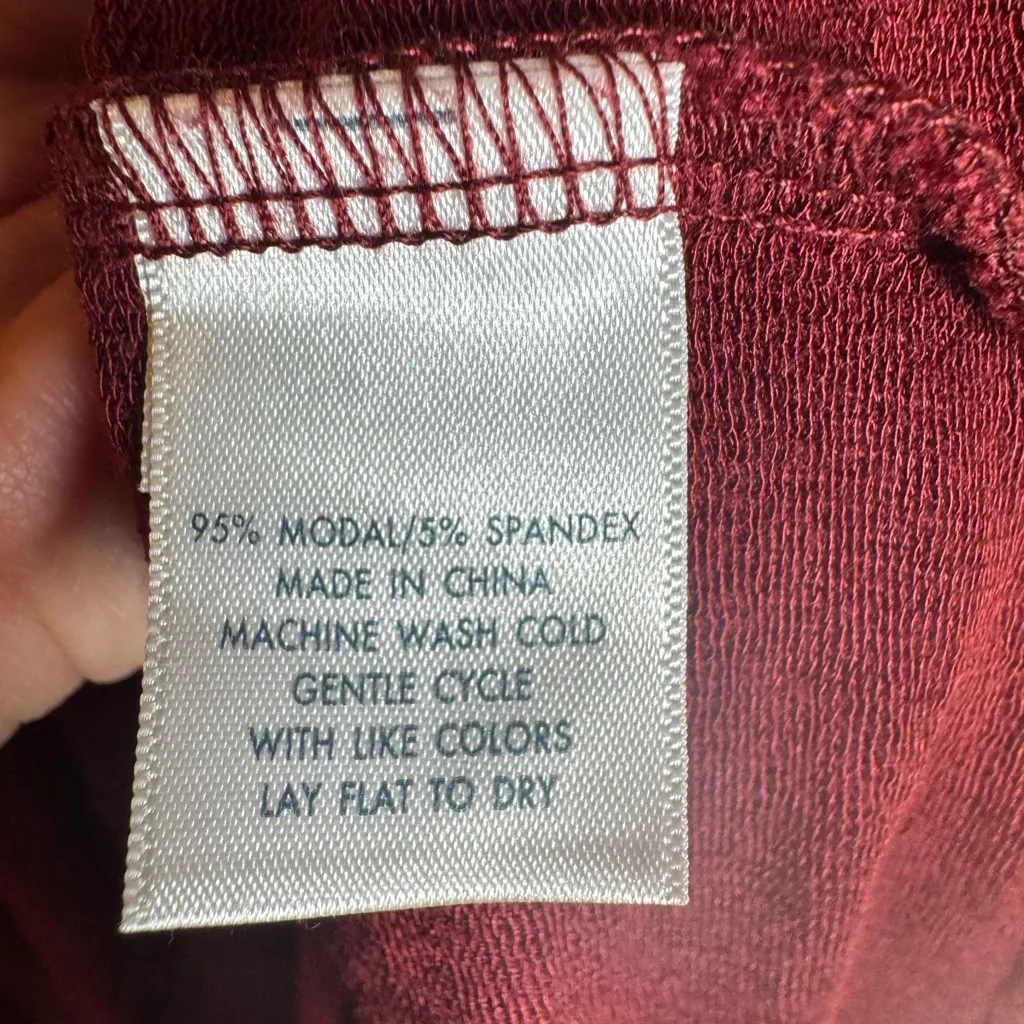 95% MODAL/5% SPANDEX
MADE IN CHINA
MACHINE WASH COLD
GENTLE CYCLE
WITH LIKE COLORS
LAY FLAT TO DRY